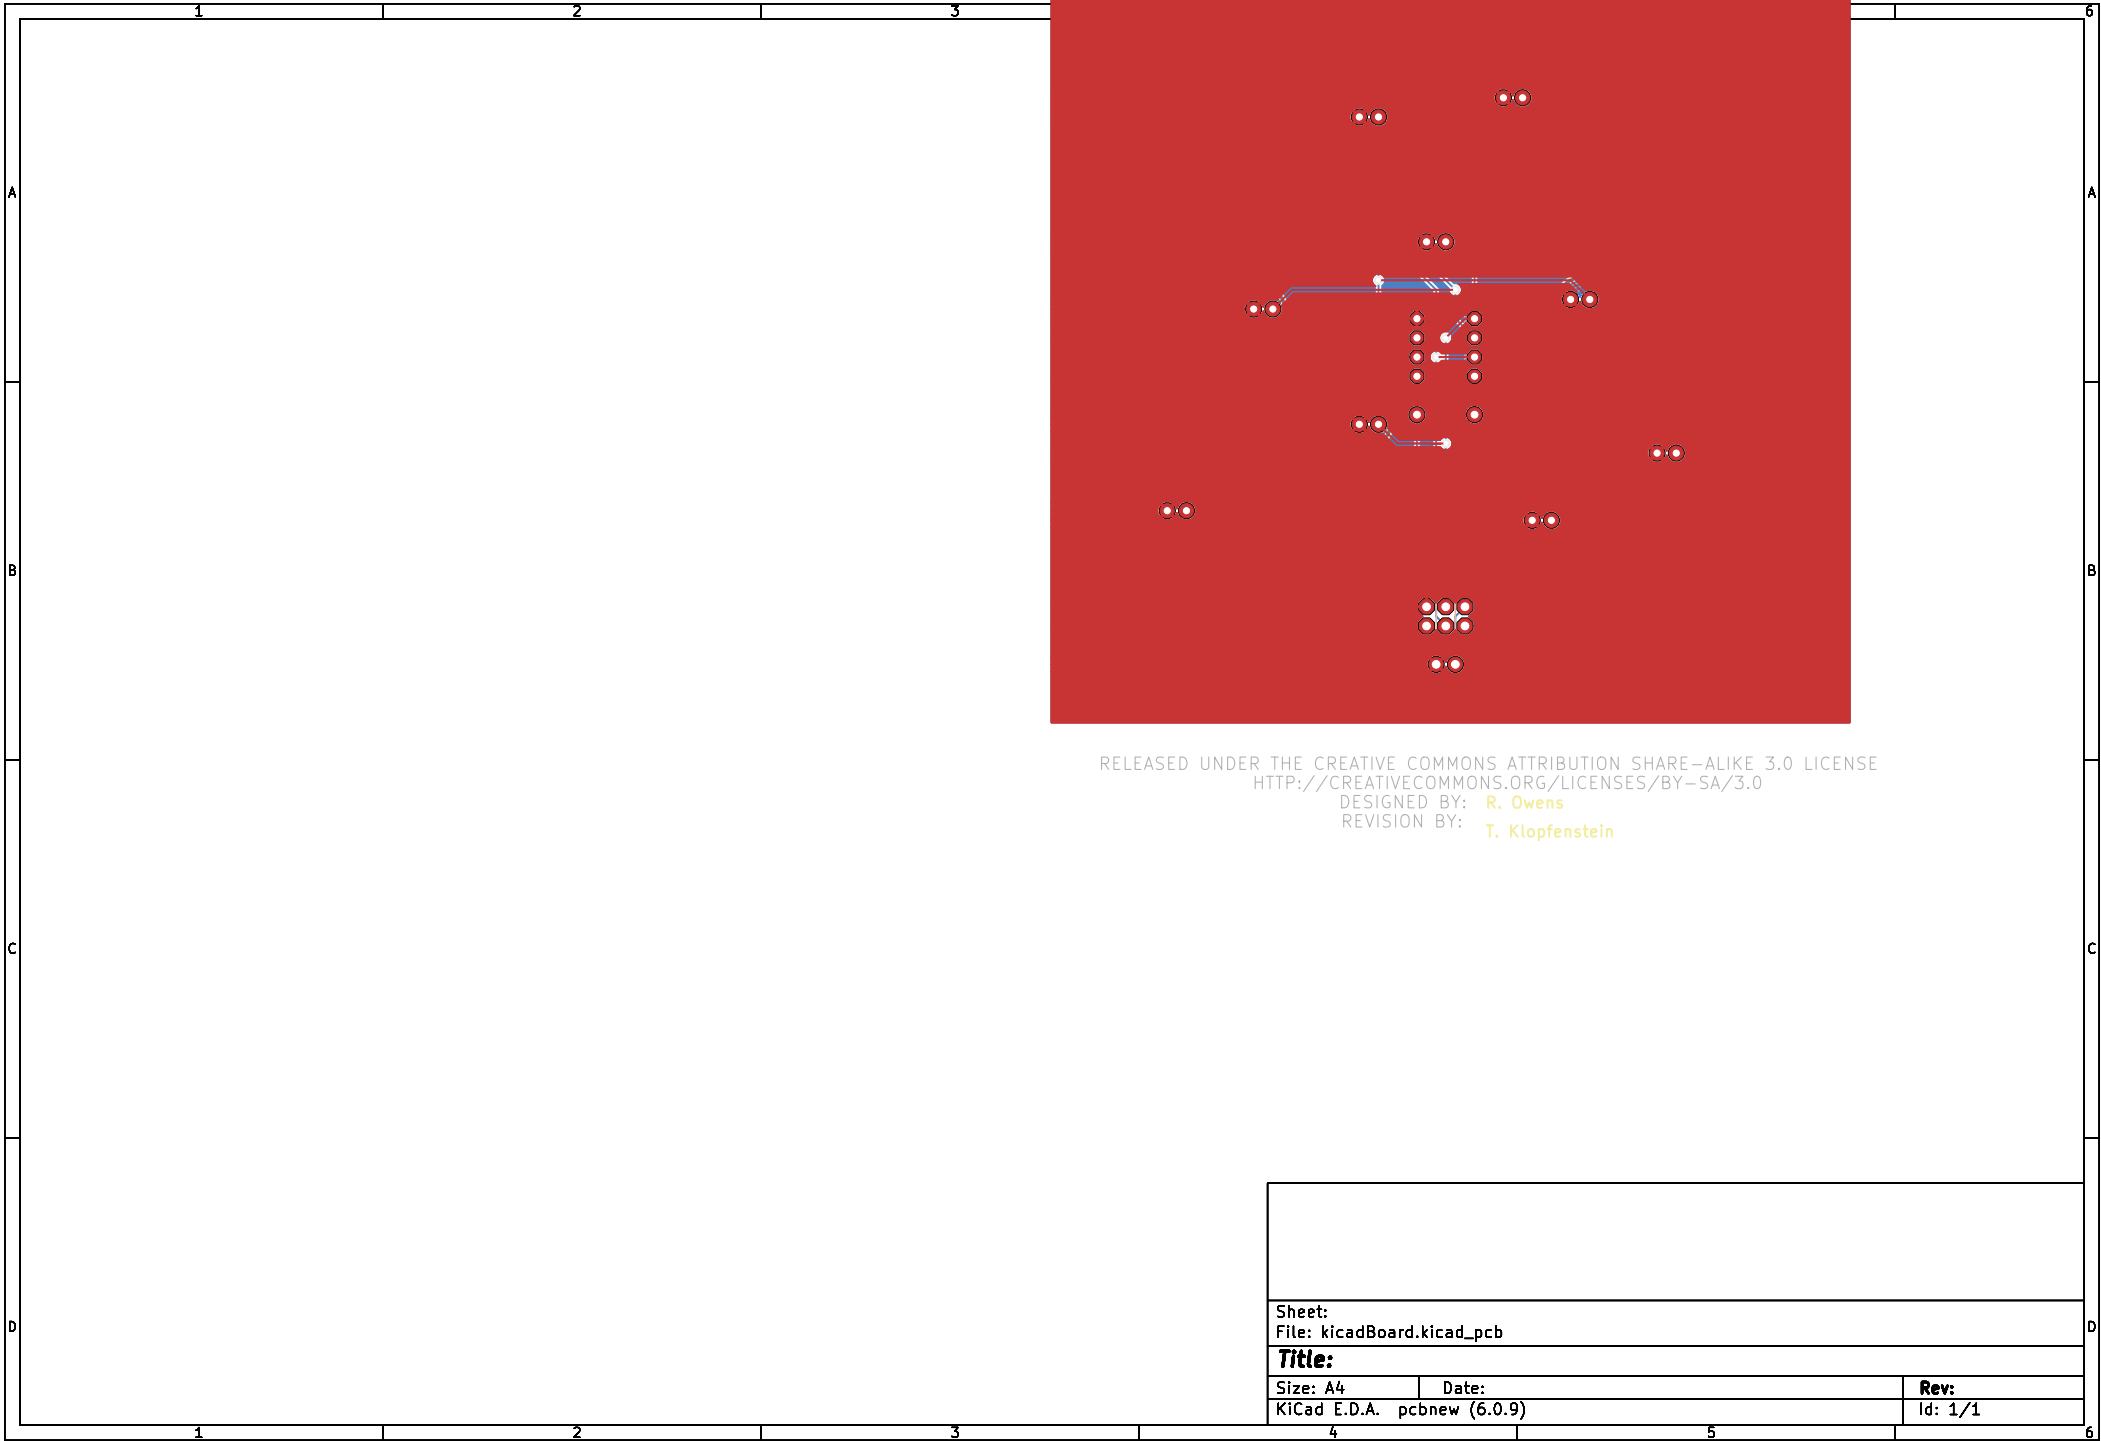 1 2 3 6
A A
B B
RELEASED UNDER THE CREATIVE COMMONS ATTRIBUTION SHARE-ALIKE 3.0 LICENSE
HTTP://CREATIVECOMMONS.ORG/LICENSES/BY-SA/3.0
DESIGNED BY: R. Owens
REVISION BY: T. Klopfenstein
C C
Sheet:
File: kicadBoard.kicad_pcb
D D
Title:
Size: A4 Date: Rev:
KiCad E.D.A. pcbnew (6.0.9) Id: 1/1
1 2 3 4 5 6